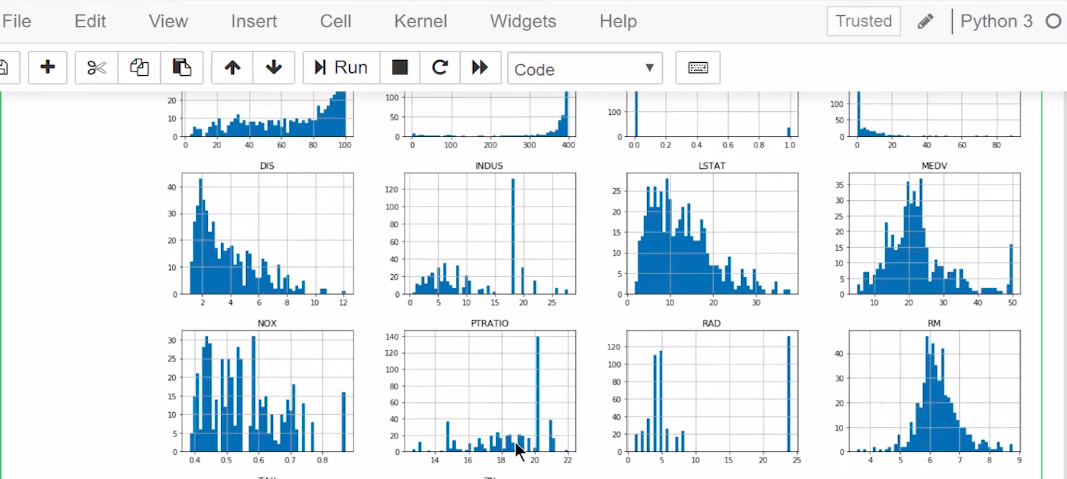 File Edit View Insert Cell Kernel Widgets Help Trusted Python 3
Run Code
20 100 100 100
10 50 50
0 0 0 0
0 20 40 60 80 100 0 100 200 300 400 0.0 0.2 0.4 0.6 0.8 1.0 0 20 40 60 80
DIS INDUS LSTAT MEDV
40 120 25 35
30 100 20 30
20 80 15 25
10 60 10 20
0 40 5 15
20 0 10
0 5
0
2 4 6 8 10 12 0 5 10 15 20 25 0 10 20 30 10 20 30 40 50
NOX PTRATIO RAD RM
30 140 120 40
25 120 100 30
20 100 80 20
15 80 60 10
10 60 40 0
5 40 20
0 20 0
0
0.4 0.5 0.6 0.7 0.8 14 16 18 20 22 0 5 10 15 20 25 4 5 6 7 8 9